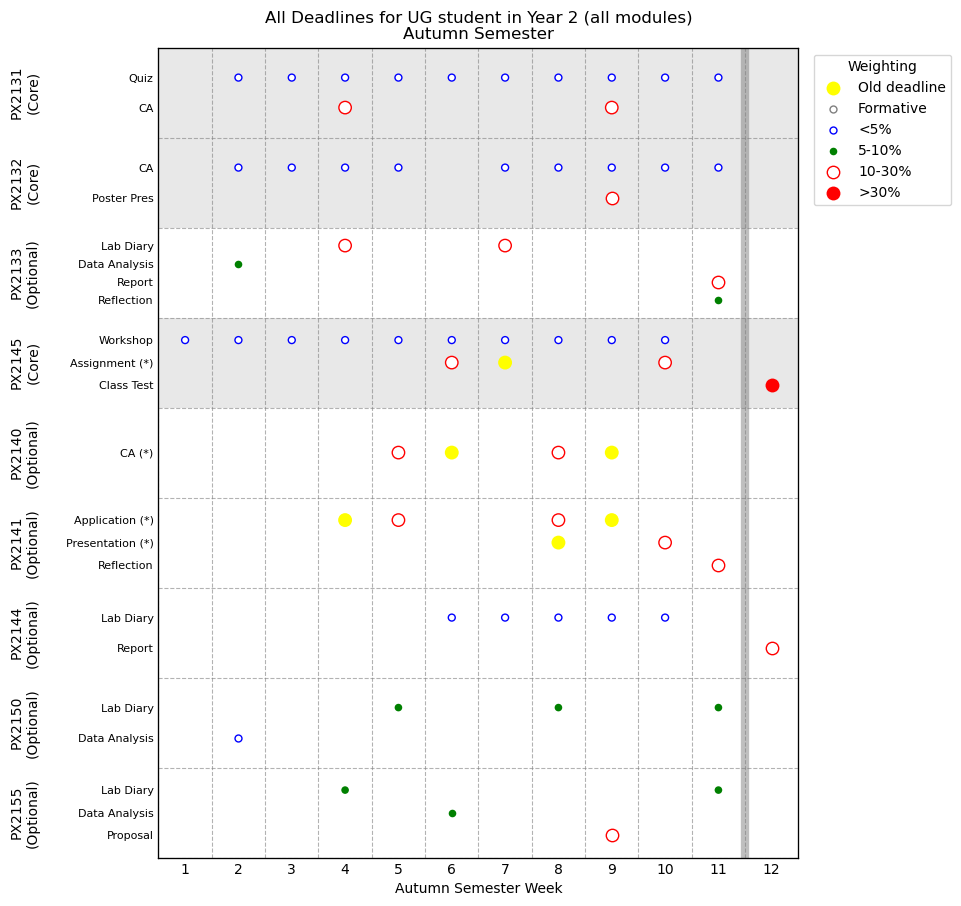 All Deadlines for UG student in Year 2 (all modules)
Autumn Semester
PX2131
(Core)
Quiz
CA
PX2132
(Core)
CA
Poster Pres
PX2133
(Optional)
Lab Diary
Data Analysis
Report
Reflection
PX2145
(Core)
Workshop
Assignment (*)
Class Test
PX2140
(Optional)
CA (*)
PX2141
(Optional)
Application (*)
Presentation (*)
Reflection
PX2144
(Optional)
Lab Diary
Report
PX2150
(Optional)
Lab Diary
Data Analysis
PX2155
(Optional)
Lab Diary
Data Analysis
Proposal
1 2 3 4 5 6 7 8 9 10 11 12
Autumn Semester Week
Weighting
Old deadline
Formative
<5%
5-10%
10-30%
>30%